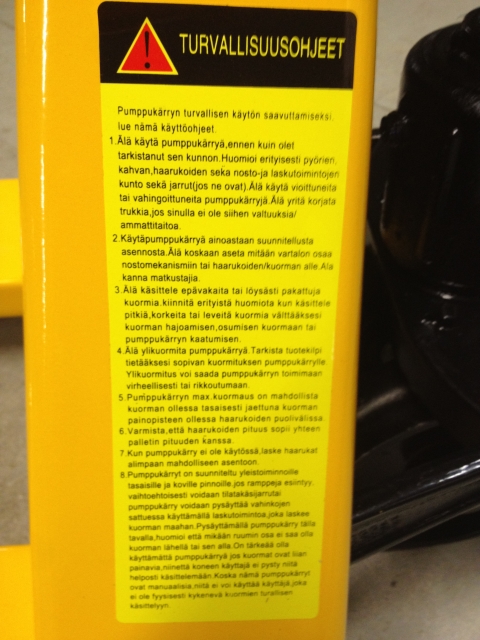 TURVALLISUUSOHJEET
Pumppukärryn turvallisen käytön saavuttamiseksi.
lue nämä käyttöohjeet.
1.Älä käytä pumppukärryä,ennen kuin olet
tarkistanut sen kunnon.Huomioi erityisesti pyörien,
kahvan,haarukoiden seka nosto-ja laskutoimintojen
kunto sekä jarrut(jos ne ovat).Älä käytä vioittuneita
tai vahingoittuneita pumppukärryjä.Älä yritä korjata
trukkia,jos sinulla ei ole siihen valtuuksia/
ammattitaitoa.
2.Käytäpumppukärryä ainoastaan suunnitellusta
asennosta.Älä koskaan aseta mitään vartalon osaa
nostomekanismiin tai haarukoiden/kuorman alle.Äla
kanna matkustajia.
3.Älä käsittele epävakaita tai löysästi pakattuja
kuormia.kiinnitä erityistä huomiota kun käsittele
pitkiä,korkeita tai leveitä kuormia välttääksesi
kuorman hajoamisen,osumisen kuormaan tai
pumppukärryn kaatumisen.
4.Älä ylikuormita pumppukärryä.Tarkista tuotekilpi
tietääksesi sopivan kuormituksen pumppukärrylle.
Ylikuormitus voi saada pumppukärryn toimimaan
virheellisesti tai rikkoutumaan.
5.Pumppukärryn max.kuormaus on mahdollista
kuorman ollessa tasaisesti jaettuna kuorman
painopisteen ollessa haarukoiden puolivälissä.
6.Varmista,että haarukoiden pituus sopii yhteen
palletin pituuden kanssa.
7.Kun pumppukärry ei ole käytössä,laske haarukat
alimpaan mahdolliseen asentoon.
8.Pumppukärryt on suunniteltu yleistoiminnoille
tasaisille ja koville pinnoille.jos ramppeja esiintyy,
vaihtoehtoisesti voidaan tilatakäsijarrutai
pumppukärry voidaan pysäyttää vahinkojen
sattuessa käyttämällä laskutoimintoa,joka laskee
kuorman maahan.Pysäyttämällä pumppukärry tällä
tavalla,huomioi että mikään ruumin osa ei saa olla
kuorman lähellä tai sen alla.On tärkeää olla
käyttämältä pumppukärryä jos kuormat ovat liian
painavia,niinettä koneen käyttäjä ei pysty niitä
helposti käsittelemään.Koska nämä pumppukärryt
ovat manuaalisia,niitä ei voi käyttää käyttäjä,joka
ei ole fyysisesti kykenevä kuormien turallisen
käsittelyyn.